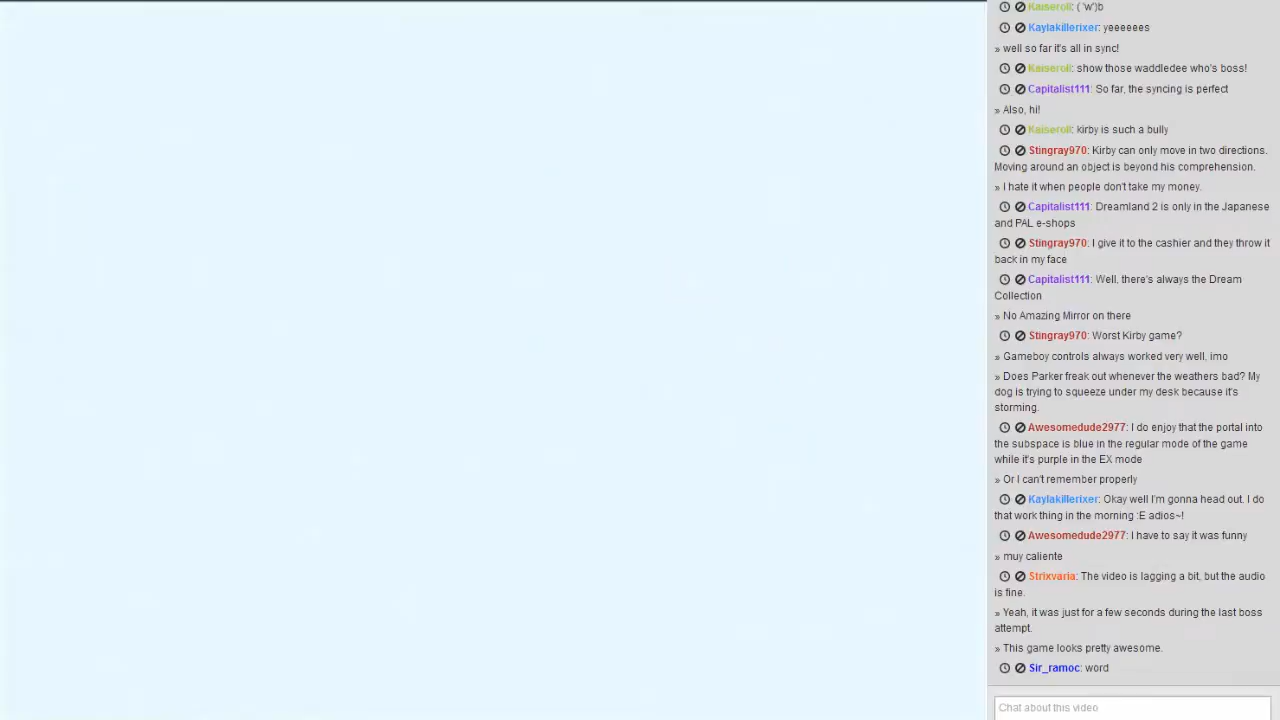 Kaiseroll: ( 'w')b
Kaylakillerixer: yeeeeees
» well so far it's all in sync!
Kaiseroll: show those waddledee who's boss!
Capitalist111: So far, the syncing is perfect
» Also, hi!
Kaiseroll: kirby is such a bully
Stingray970: Kirby can only move in two directions.
Moving around an object is beyond his comprehension.
» I hate it when people don't take my money.
Capitalist111: Dreamland 2 is only in the Japanese
and PAL e-shops
Stingray970: I give it to the cashier and they throw it
back in my face
Capitalist111: Well, there's always the Dream
Collection
» No Amazing Mirror on there
Stingray970: Worst Kirby game?
» Gameboy controls always worked very well, imo
» Does Parker freak out whenever the weathers bad? My
dog is trying to squeeze under my desk because it's
storming.
Awesomedude2977: I do enjoy that the portal into
the subspace is blue in the regular mode of the game
while it's purple in the EX mode
» Or I can't remember properly
Kaylakillerixer: Okay well I'm gonna head out. I do
that work thing in the morning :E adios~!
Awesomedude2977: I have to say it was funny
» muy caliente
Strixvaria: The video is lagging a bit, but the audio
is fine.
» Yeah, it was just for a few seconds during the last boss
attempt.
» This game looks pretty awesome.
Sir_ramoc: word
Chat about this video